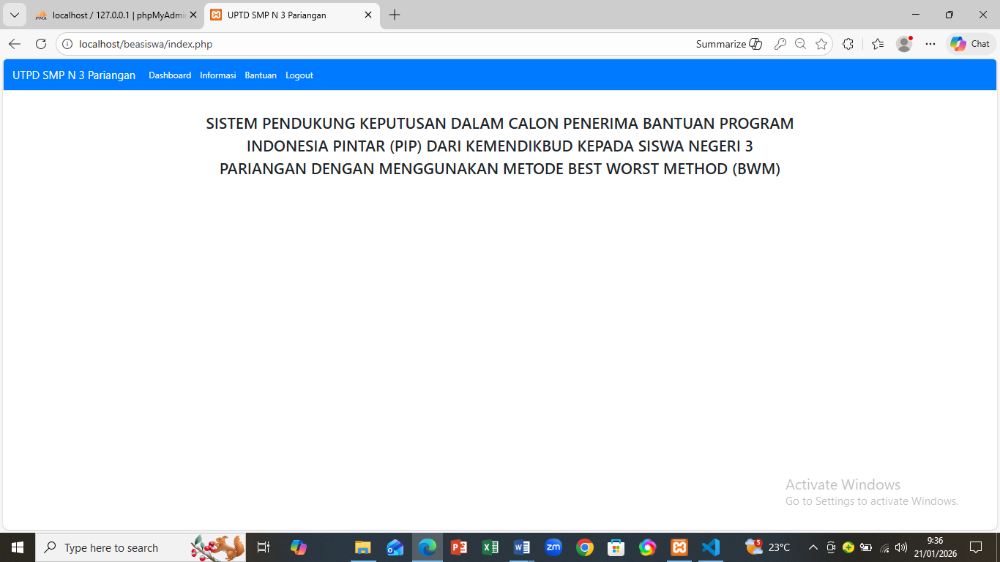 localhost / 127.0.0.1 | phpMyAdmi
UPTD SMP N 3 Pariangan
localhost/beasiswa/index.php
Summarize
Chat
UTPD SMP N 3 Pariangan
Dashboard
Informasi
Bantuan
Logout
SISTEM PENDUKUNG KEPUTUSAN DALAM CALON PENERIMA BANTUAN PROGRAM
INDONESIA PINTAR (PIP) DARI KEMENDIKBUD KEPADA SISWA NEGERI 3
PARIANGAN DENGAN MENGGUNAKAN METODE BEST WORST METHOD (BWM)
Activate Windows
Go to Settings to activate Windows.
Type here to search
zm
5
23°C
9:36
21/01/2026